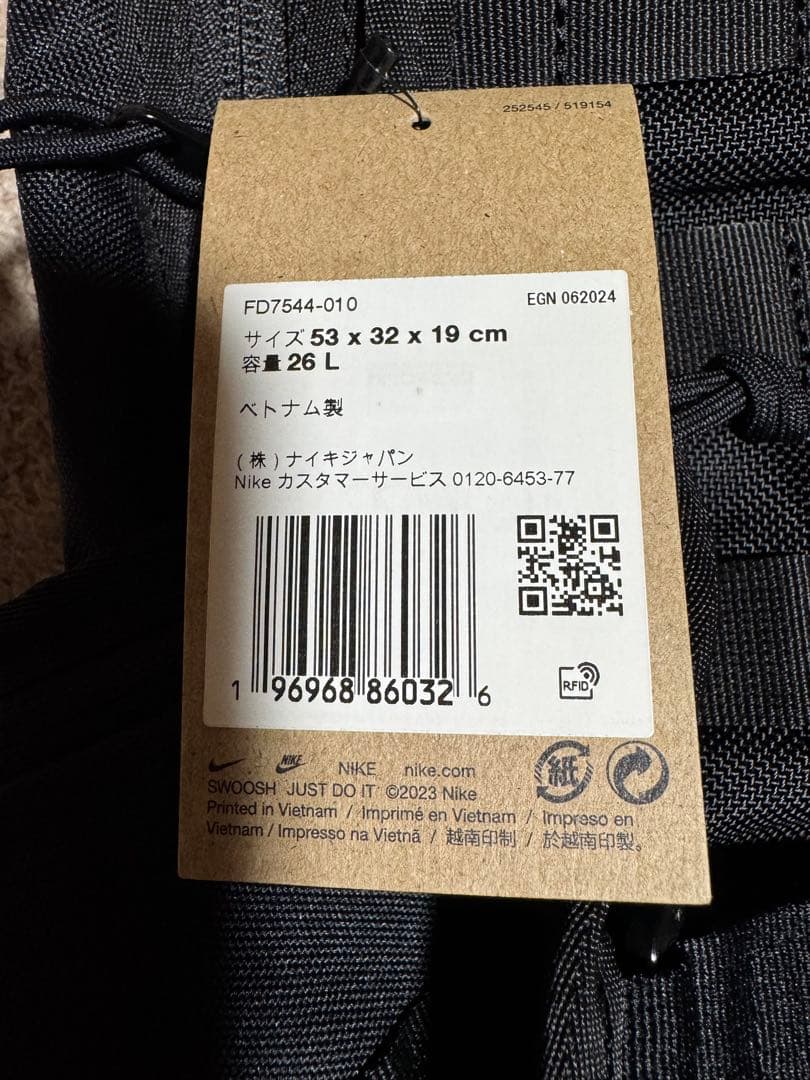 252545 / 519154
FD7544-010
EGN 062024
サイズ 53 x 32 x 19 cm
容量 26 L
ベトナム製
(株)ナイキジャパン
Nike カスタマーサービス 0120-6453-77
1 96968 86032 6
RFID
紙
NIKE
NIKE nike.com
SWOOSH JUST DO IT ©2023 Nike
Printed in Vietnam / Imprimé en Vietnam / Impreso en
Vietnam / Impresso na Vietnã / 越南印制 / 於越南印製。